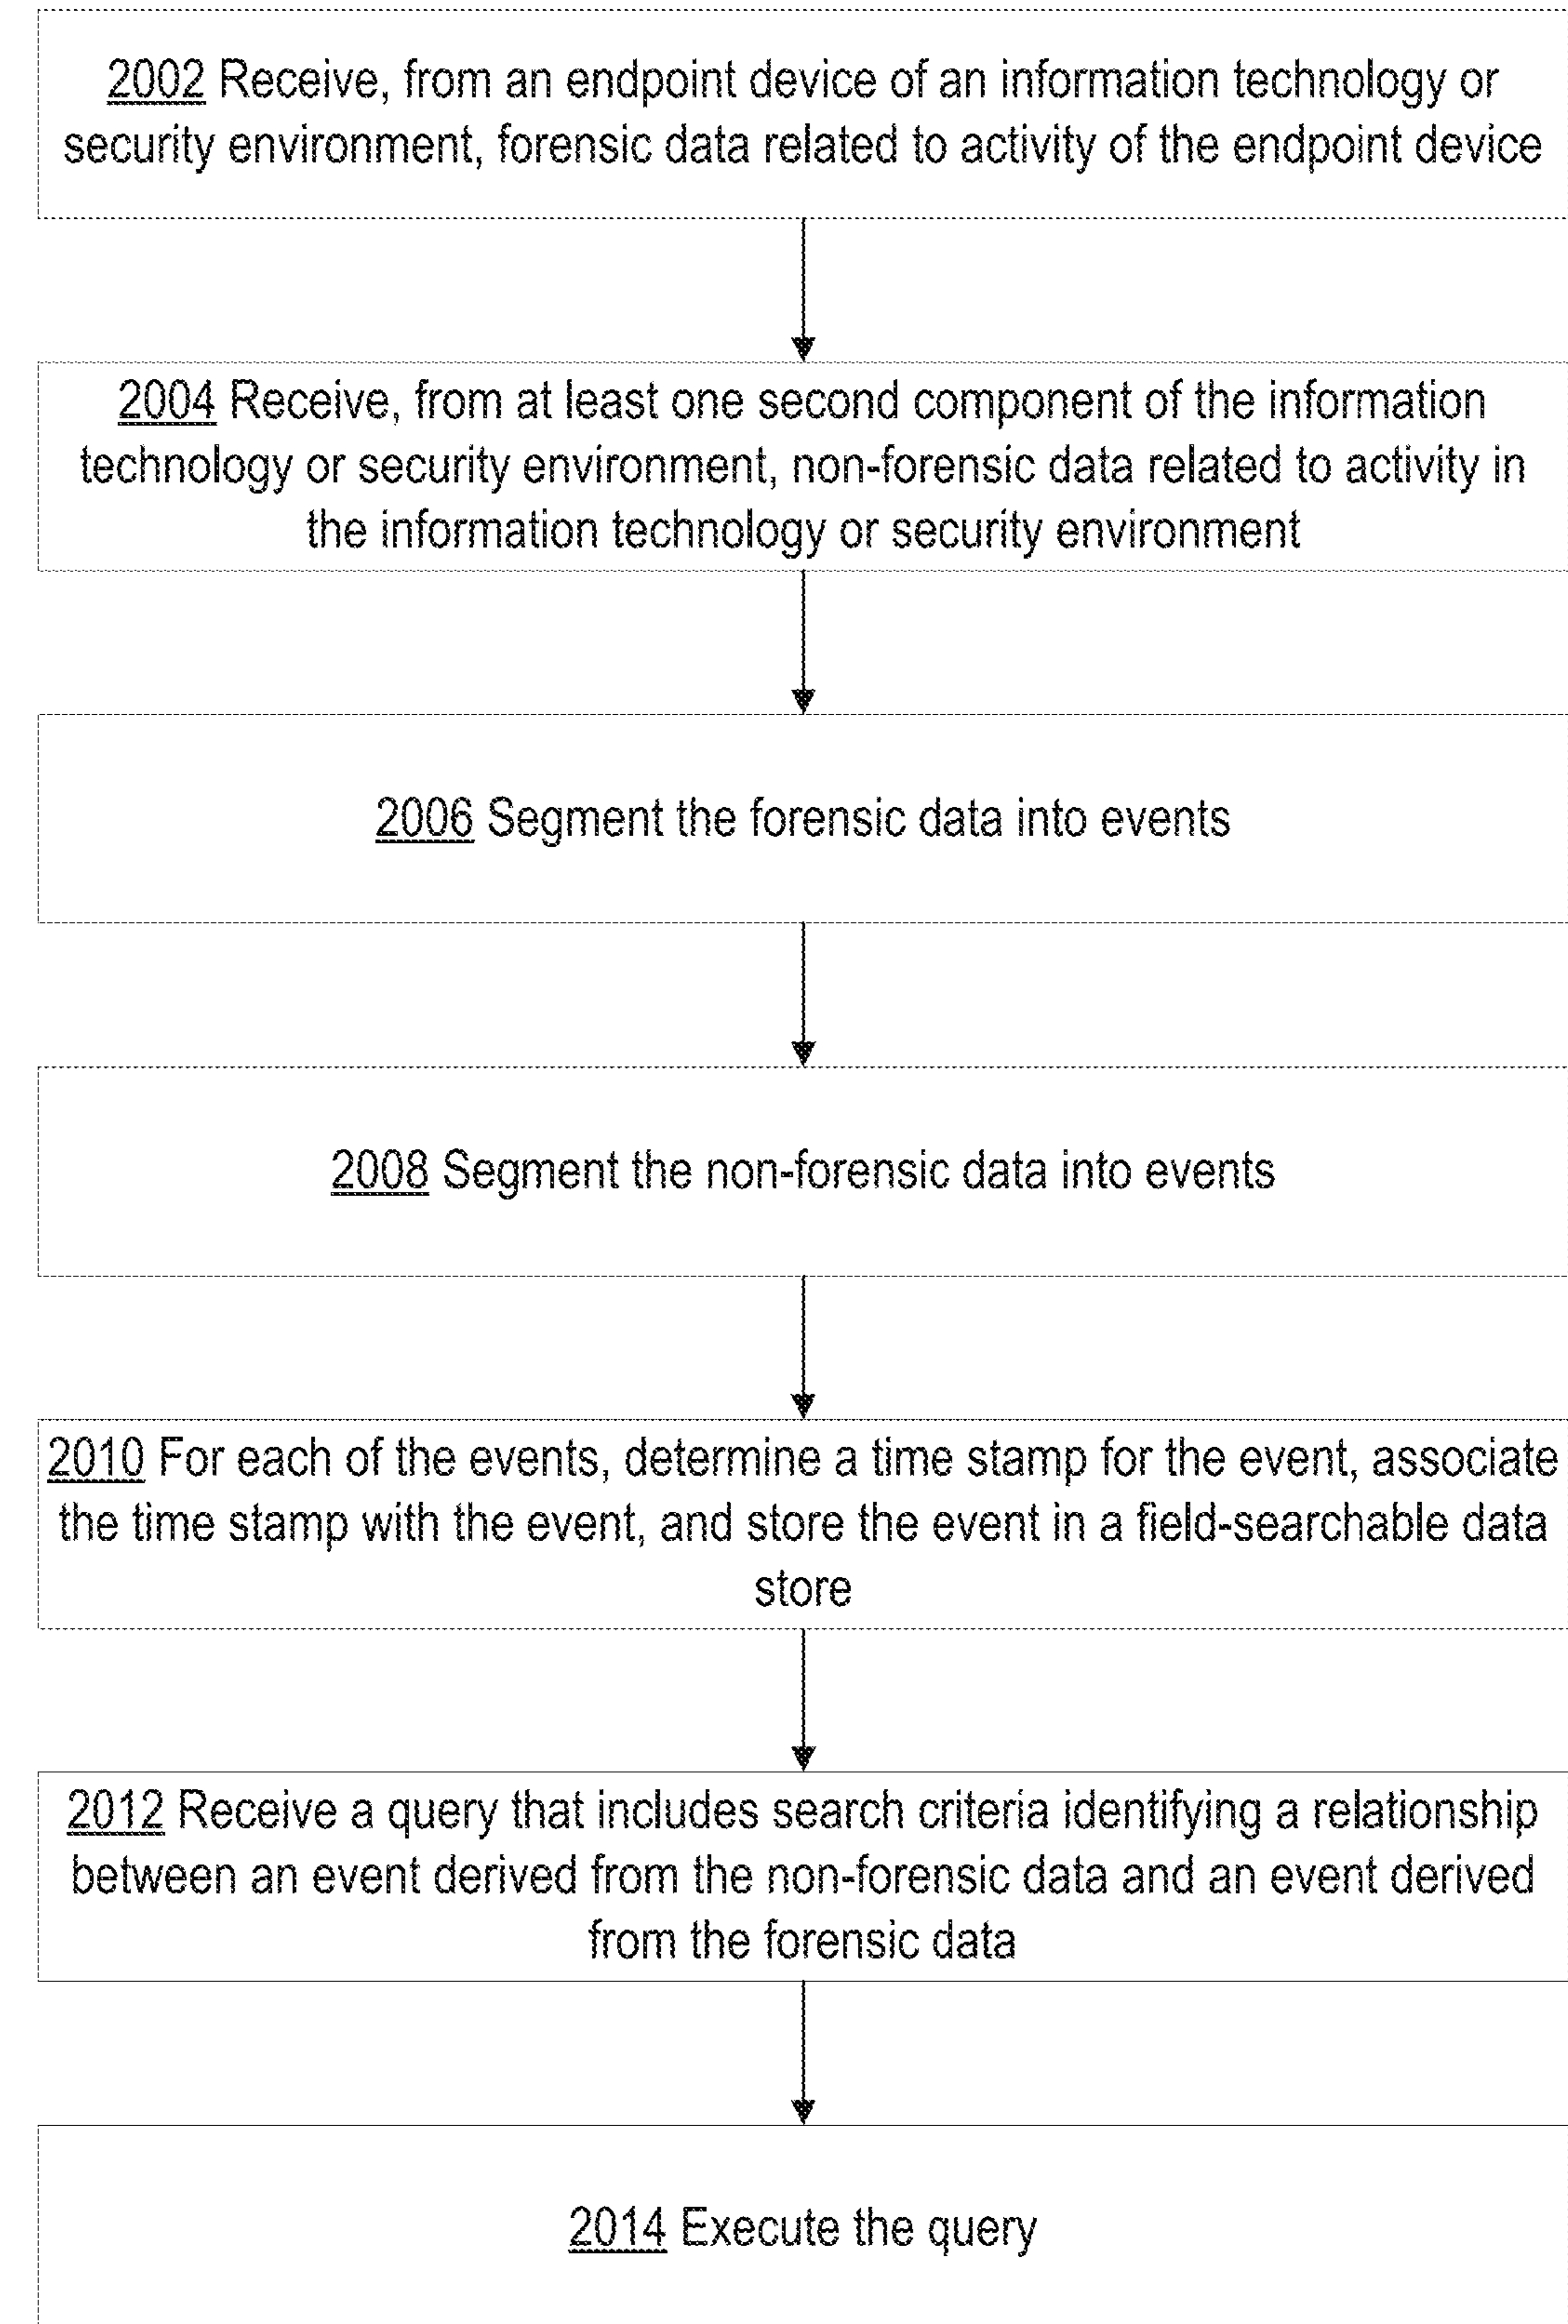 2002 Receive, from an endpoint device of an information technology or
security environment, forensic data related to activity of the endpoint device
2004 Receive, from at least one second component of the information
technology or security environment, non-forensic data related to activity in
the information technology or security environment
2006 Segment the forensic data into events
2008 Segment the non-forensic data into events
2010 For each of the events, determine a time stamp for the event, associate
the time stamp with the event, and store the event in a field-searchable data
store
2012 Receive a query that includes search criteria identifying a relationship
between an event derived from the non-forensic data and an event derived
from the forensic data
2014 Execute the query